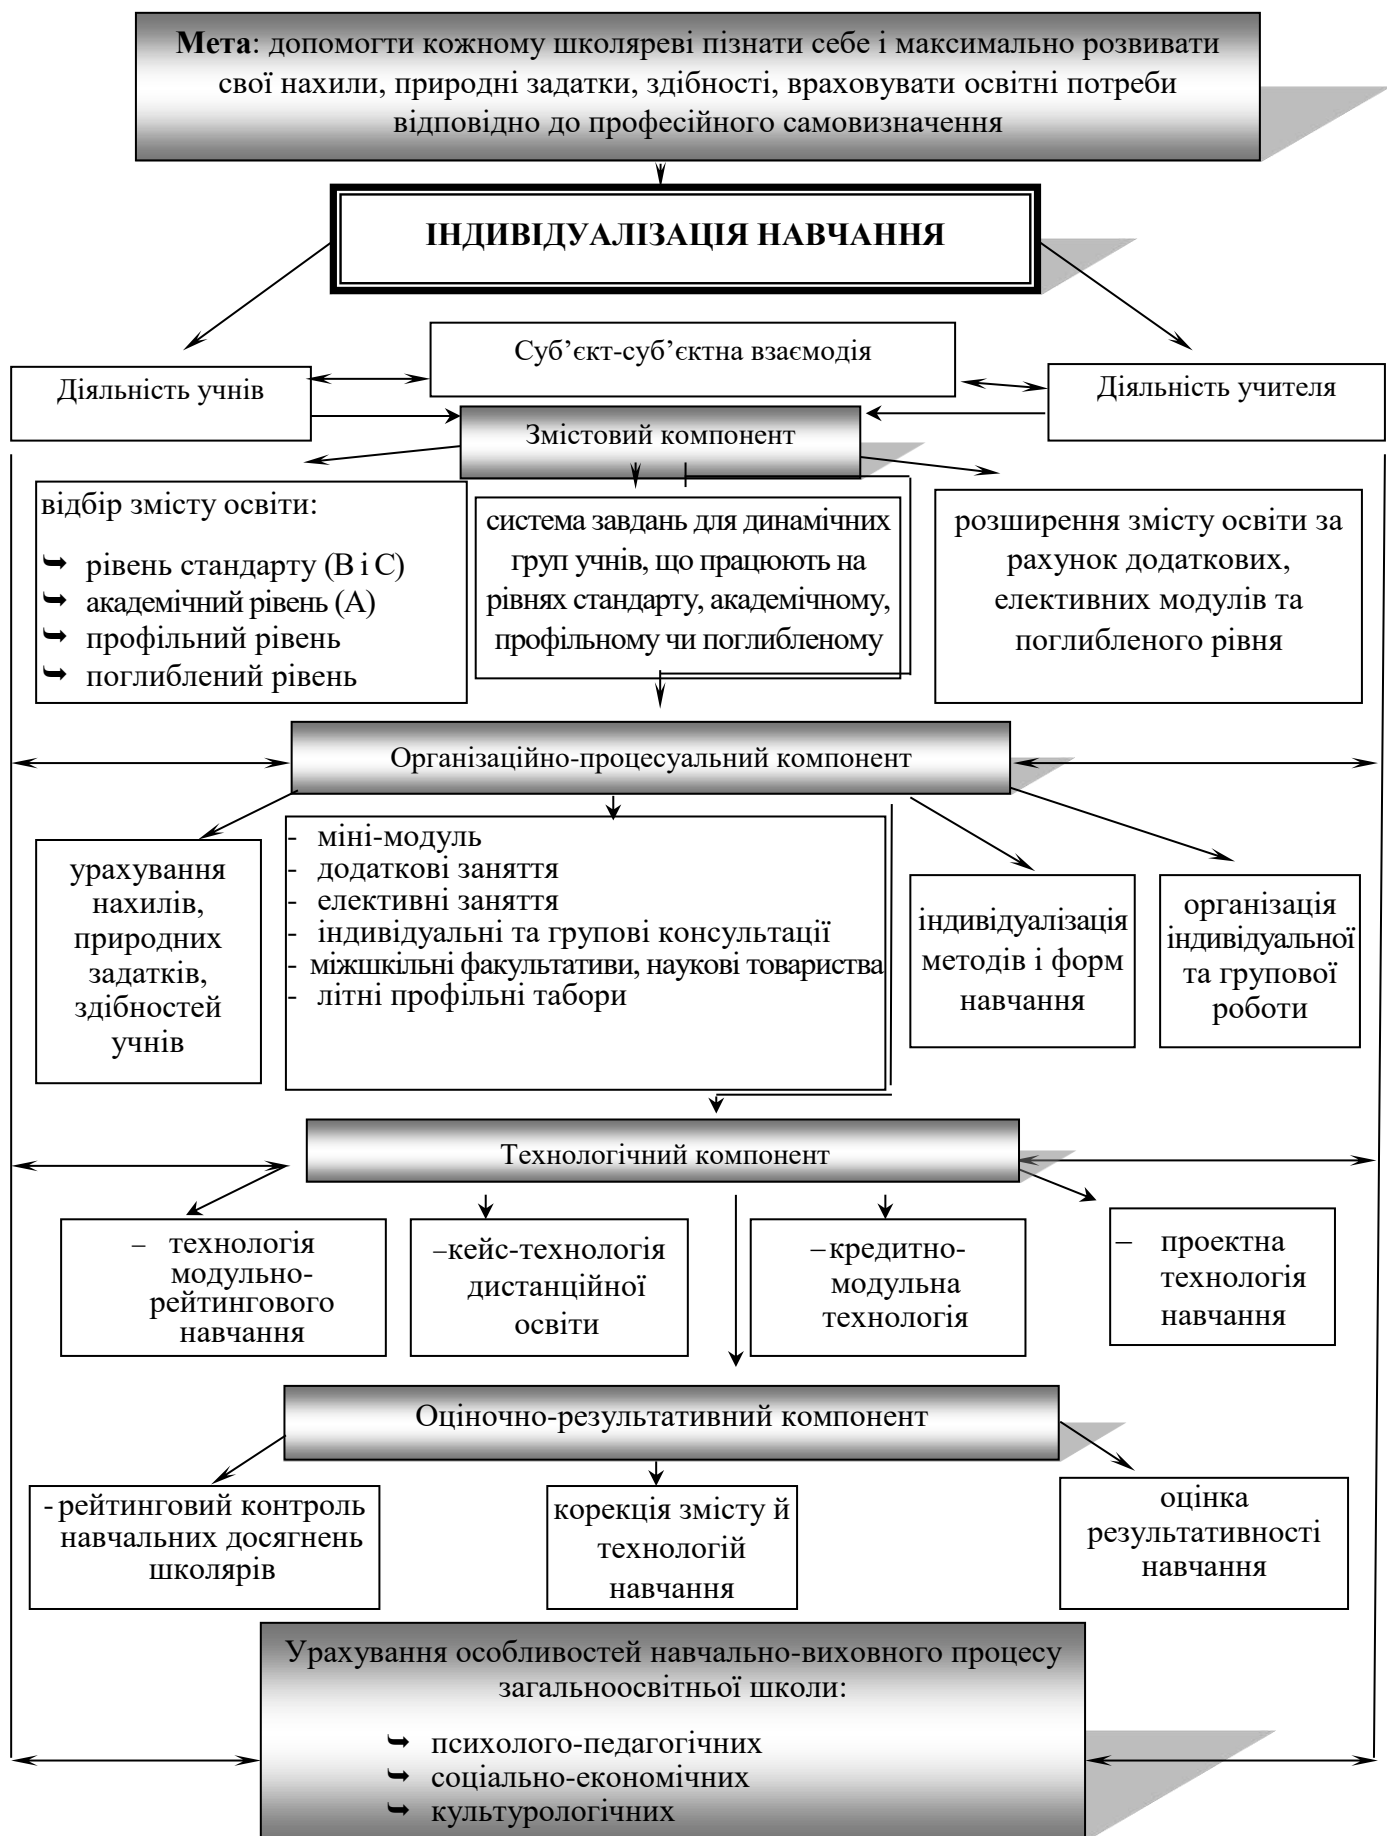 Мета: допомогти кожному школяреві пізнати себе і максимально розвивати
свої нахили, природні задатки, здібності, враховувати освітні потреби
відповідно до професійного самовизначення
ІНДИВІДУАЛІЗАЦІЯ НАВЧАННЯ
Суб’єкт-суб’єктна взаємодія
Діяльність учнів
Діяльність учителя
Змістовий компонент
відбір змісту освіти:
➥ рівень стандарту (В і С)
➥ академічний рівень (А)
➥ профільний рівень
➥ поглиблений рівень
система завдань для динамічних
груп учнів, що працюють на
рівнях стандарту, академічному,
профільному чи поглибленому
розширення змісту освіти за
рахунок додаткових,
елективних модулів та
поглибленого рівня
Організаційно-процесуальний компонент
урахування
нахилів,
природних
задатків,
здібностей
учнів
- міні-модуль
- додаткові заняття
- елективні заняття
- індивідуальні та групові консультації
- міжшкільні факультативи, наукові товариства
- літні профільні табори
індивідуалізація
методів і форм
навчання
організація
індивідуальної
та групової
роботи
Технологічний компонент
– технологія
модульно-
рейтингового
навчання
–кейс-технологія
дистанційної
освіти
–кредитно-
модульна
технологія
– проектна
технологія
навчання
Оціночно-результативний компонент
- рейтинговий контроль
навчальних досягнень
школярів
корекція змісту й
технологій
навчання
оцінка
результативності
навчання
Урахування особливостей навчально-виховного процесу
загальноосвітньої школи:
➥ психолого-педагогічних
➥ соціально-економічних
➥ культурологічних